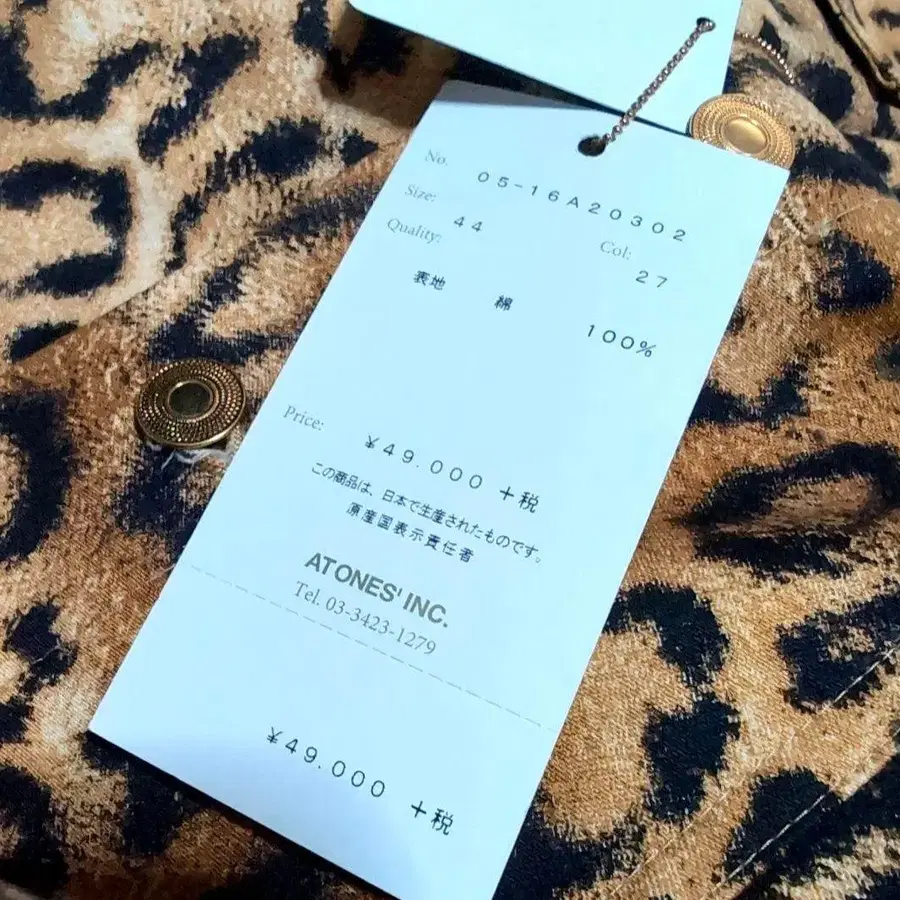 No. 05-16A20302
Size: 44 Col: 27
Quality:
表地 綿 100%
Price: ¥49.000 +税
この商品は、日本で生産されたものです。
原産国表示責任者
AT ONES' INC.
Tel. 03-3423-1279
¥49.000 +税